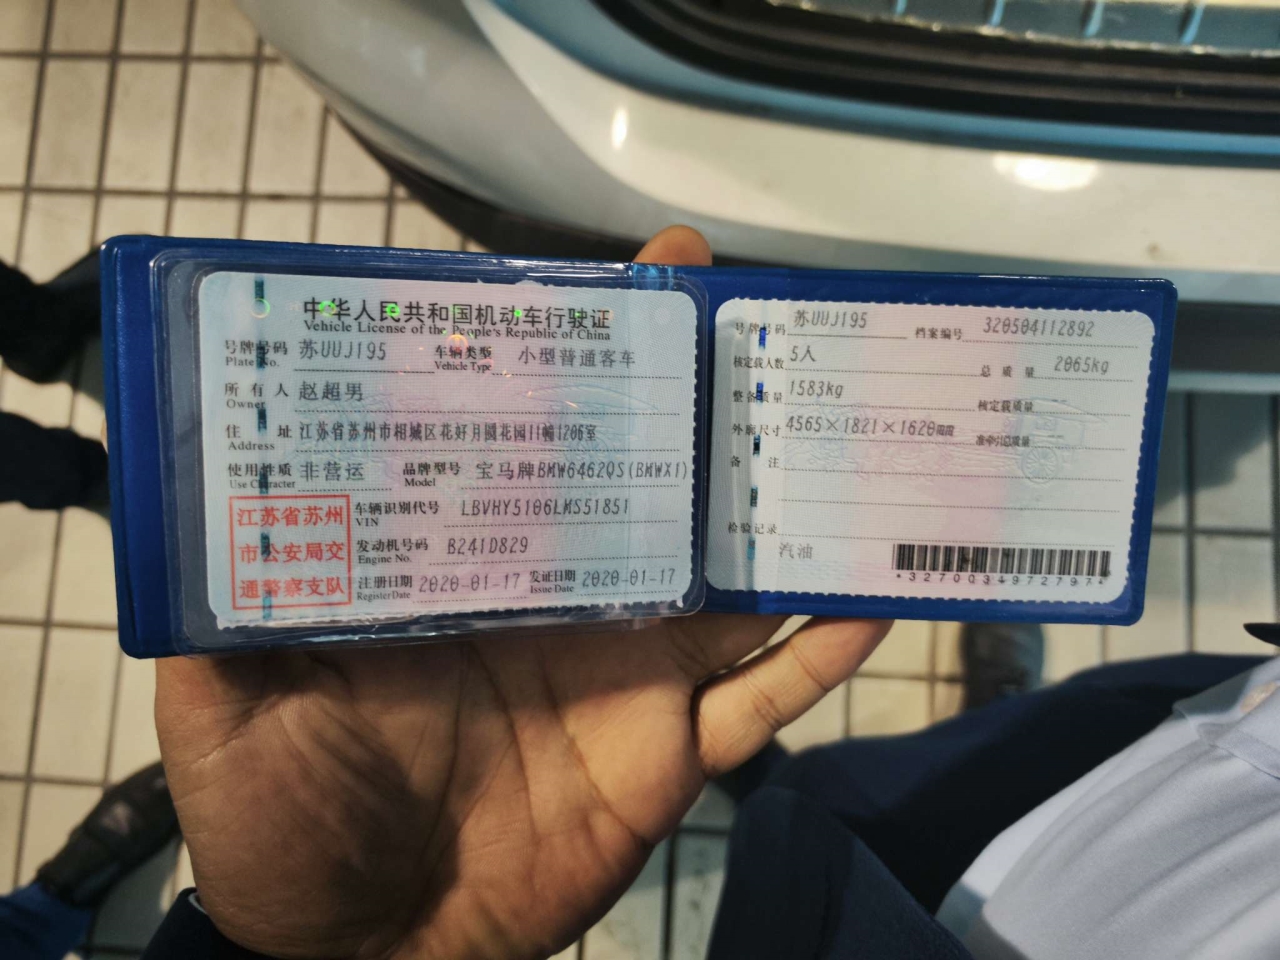 中华人民共和国机动车行驶证
Vehicle License of the People's Republic of China
号牌号码 苏UUJ195 车辆类型 小型普通客车
Plate No. Vehicle Type
所有人 赵超男
Owner
住址 江苏省苏州市相城区花好月圆花园11幢1206室
Address
使用性质 非营运 品牌型号 宝马牌BMW6462QS(BMWX1)
Use Character Model
江苏省苏州
市公安局交
通警察支队
车辆识别代号 LBVHY5106LMS51851
VIN
发动机号码 B241D829
Engine No.
注册日期 2020-01-17 发证日期 2020-01-17
Register Date Issue Date
号牌号码 苏UUJ195 档案编号 320504112892
核定载人数 5人 总质量 2065kg
整备质量 1583kg 核定载质量 --
外廓尺寸 4565×1821×1620mm 准牵引总质量 --
备注
检验记录
汽油
*3270034972797*